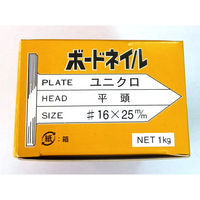 ボードネイル
PLATE ユニクロ
HEAD 平頭
SIZE #16×25m/m
紙:箱
NET 1kg